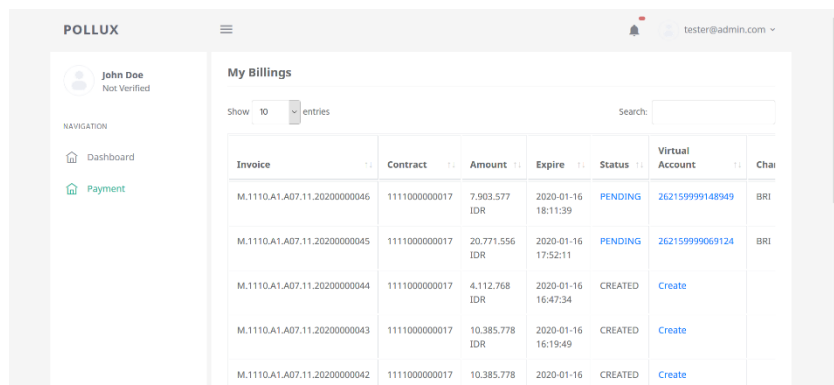 POLLUX
tester@admin.com
John Doe
Not Verified
NAVIGATION
Dashboard
Payment
My Billings
Show 10 entries
Search:
Invoice Contract Amount Expire Status Virtual Account Chan
M.1110.A1.A07.11.20200000046 1111000000017 7.903.577 IDR 2020-01-16 18:11:39 PENDING 262159999148949 BRI
M.1110.A1.A07.11.20200000045 1111000000017 20.771.556 IDR 2020-01-16 17:52:11 PENDING 262159999069124 BRI
M.1110.A1.A07.11.20200000044 1111000000017 4.112.768 IDR 2020-01-16 16:47:34 CREATED Create
M.1110.A1.A07.11.20200000043 1111000000017 10.385.778 IDR 2020-01-16 16:19:49 CREATED Create
M.1110.A1.A07.11.20200000042 1111000000017 10.385.778 2020-01-16 CREATED Create